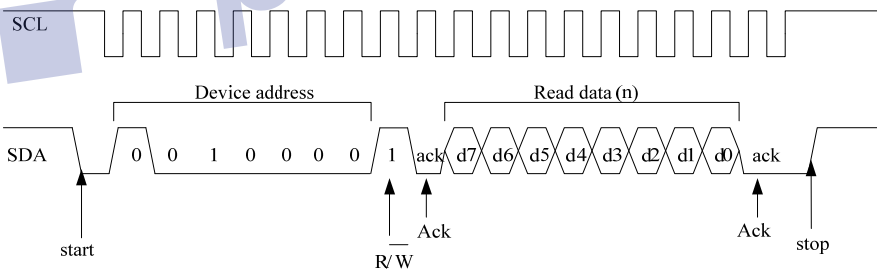 SCL
Device address
Read data (n)
SDA 0 0 1 0 0 0 0 1 ack d7 d6 d5 d4 d3 d2 d1 d0 ack
start
R/W
Ack
Ack
stop